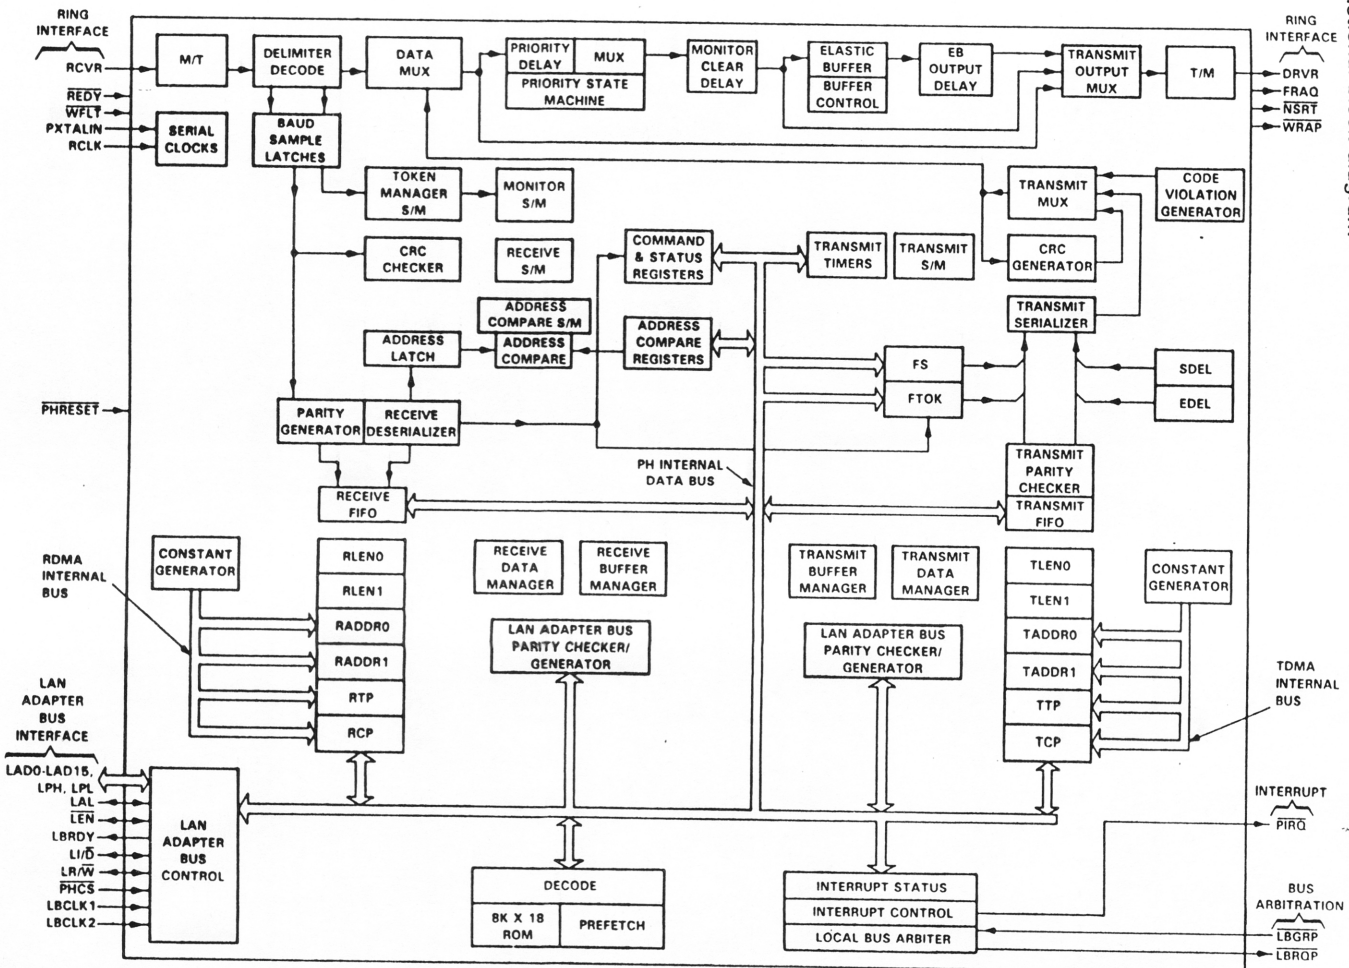 RING
INTERFACE
RCVR
REDY
WFLT
PXTALIN
RCLK
M/T
SERIAL
CLOCKS
DELIMITER
DECODE
BAUD
SAMPLE
LATCHES
DATA
MUX
PRIORITY
DELAY
MUX
PRIORITY STATE
MACHINE
MONITOR
CLEAR
DELAY
ELASTIC
BUFFER
BUFFER
CONTROL
EB
OUTPUT
DELAY
TRANSMIT
OUTPUT
MUX
T/M
RING
INTERFACE
DRVR
FRAQ
NSRT
WRAP
TOKEN
MANAGER
S/M
MONITOR
S/M
TRANSMIT
MUX
CODE
VIOLATION
GENERATOR
CRC
CHECKER
RECEIVE
S/M
COMMAND
& STATUS
REGISTERS
TRANSMIT
TIMERS
TRANSMIT
S/M
CRC
GENERATOR
ADDRESS
COMPARE S/M
ADDRESS
COMPARE
ADDRESS
LATCH
ADDRESS
COMPARE
REGISTERS
TRANSMIT
SERIALIZER
FS
FTOK
SDEL
EDEL
PHRESET
PARITY
GENERATOR
RECEIVE
DESERIALIZER
PH INTERNAL
DATA BUS
TRANSMIT
PARITY
CHECKER
TRANSMIT
FIFO
RECEIVE
FIFO
RDMA
INTERNAL
BUS
CONSTANT
GENERATOR
RLEN0
RLEN1
RADDR0
RADDR1
RTP
RCP
RECEIVE
DATA
MANAGER
RECEIVE
BUFFER
MANAGER
TRANSMIT
BUFFER
MANAGER
TRANSMIT
DATA
MANAGER
TLEN0
TLEN1
TADDR0
TADDR1
TTP
TCP
CONSTANT
GENERATOR
LAN ADAPTER BUS
PARITY CHECKER/
GENERATOR
LAN ADAPTER BUS
PARITY CHECKER/
GENERATOR
TDMA
INTERNAL
BUS
LAN
ADAPTER
BUS
INTERFACE
LAD0-LAD15,
LPH, LPL
LAL
LEN
LBRDY
LI/D
LR/W
PHCS
LBCLK1
LBCLK2
LAN
ADAPTER
BUS
CONTROL
DECODE
8K X 18
ROM
PREFETCH
INTERRUPT STATUS
INTERRUPT CONTROL
LOCAL BUS ARBITER
INTERRUPT
PIRQ
BUS
ARBITRATION
LBGRP
LBRQP